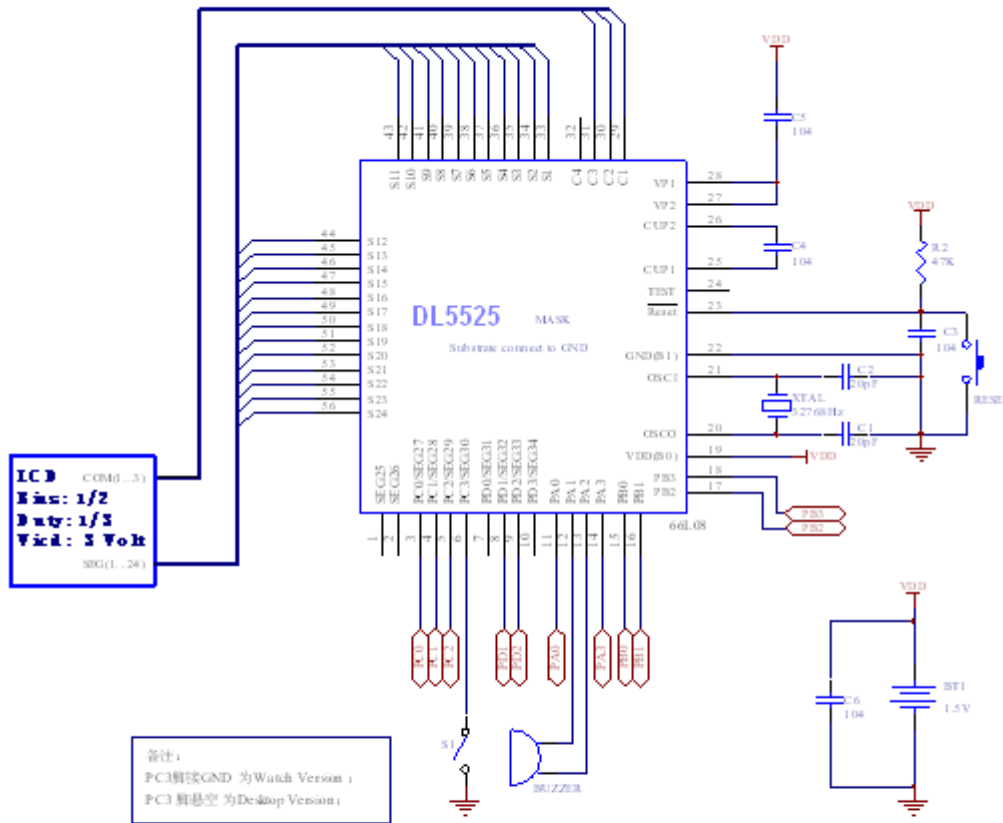 VDD
C5
104
43
42
41
40
39
38
37
36
35
34
33
32
31
30
29
S11
S10
S9
S8
S7
S6
S5
S4
S3
S2
S1
C4
C3
C2
C1
VP1 28
VP2 27
CUP2 26
C4
104
CUP1 25
TEST 24
Reset 23
VDD
R2
47K
44 S12
45 S13
46 S14
47 S15
48 S16
49 S17
50 S18
51 S19
52 S20
53 S21
54 S22
55 S23
56 S24
DL5525 MASK
Substrate connect to GND
GND(S1) 22
C3
104
OSCI 21
C2
20pF
XTAL
32768Hz
RESE
OSCO 20
C1
20pF
VDD(S0) 19 VDD
PB3 18
PB2 17
PB3
PB2
66L08
LCD
COM(1...3)
Bias: 1/2
Duty: 1/3
Vlcd: 3 Volt
SIG(1...24)
SEG25
SEG26
PC0/SEG27
PC1/SEG28
PC2/SEG29
PC3/SEG30
PD0/SEG31
PD1/SEG32
PD2/SEG33
PD3/SEG34
PA0
PA1
PA2
PA3
PB0
PB1
1
2
3
4
5
6
7
8
9
10
11
12
13
14
15
16
PC0
PC1
PC2
PD1
PD2
PA0
PA3
PB0
PB1
S1
BUZZER
VDD
C6
104
BT1
1.5V
备注:
PC3脚接GND 为Watch Version ;
PC3 脚悬空 为Desktop Version;